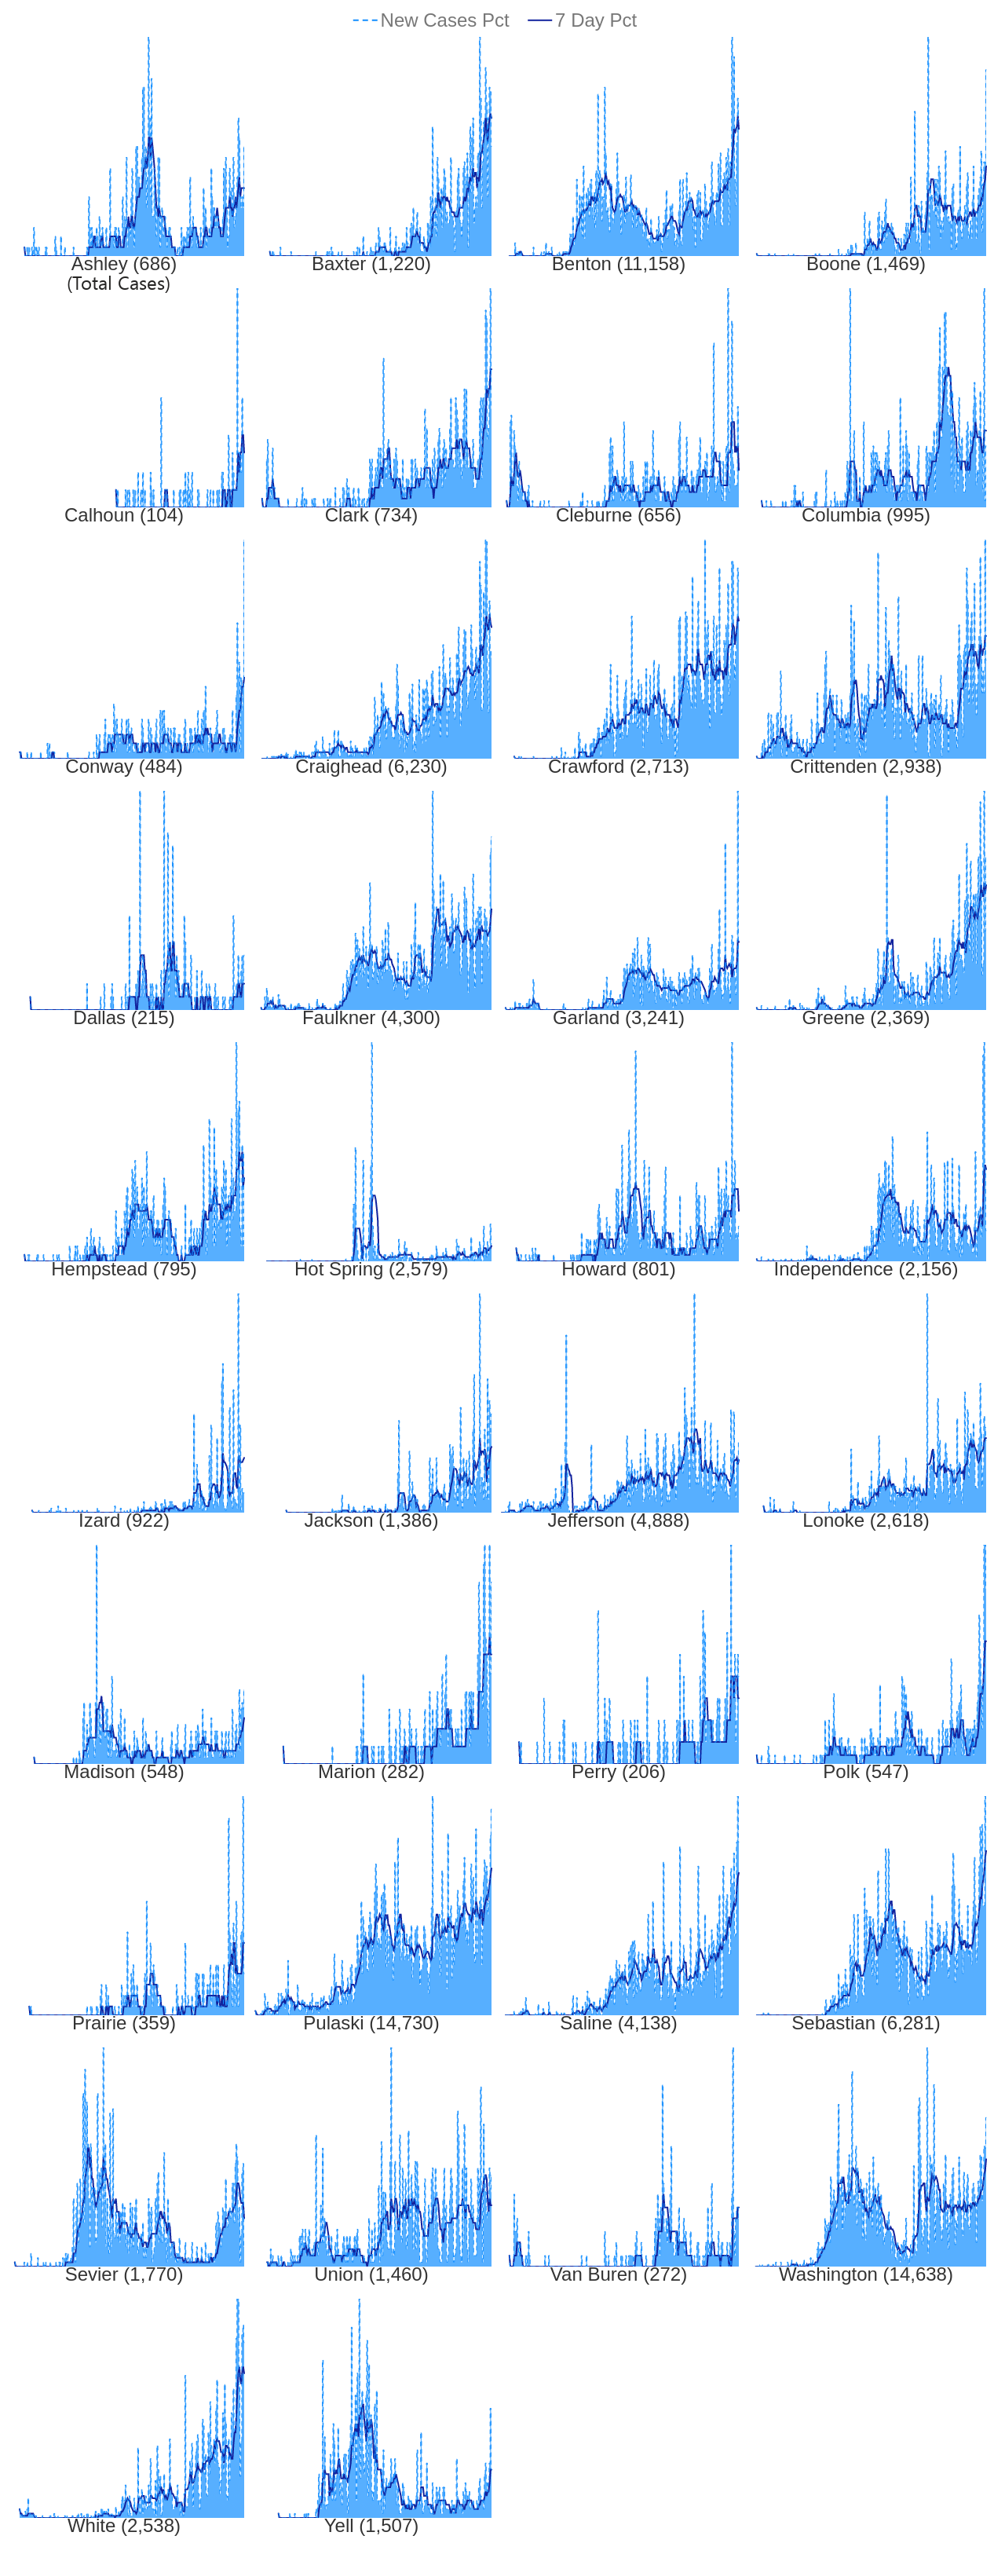 New Cases Pct 7 Day Pct
Ashley (686) Baxter (1,220) Benton (11,158) Boone (1,469)
(Total Cases)
Calhoun (104) Clark (734) Cleburne (656) Columbia (995)
Conway (484) Craighead (6,230) Crawford (2,713) Crittenden (2,938)
Dallas (215) Faulkner (4,300) Garland (3,241) Greene (2,369)
Hempstead (795) Hot Spring (2,579) Howard (801) Independence (2,156)
Izard (922) Jackson (1,386) Jefferson (4,888) Lonoke (2,618)
Madison (548) Marion (282) Perry (206) Polk (547)
Prairie (359) Pulaski (14,730) Saline (4,138) Sebastian (6,281)
Sevier (1,770) Union (1,460) Van Buren (272) Washington (14,638)
White (2,538) Yell (1,507)